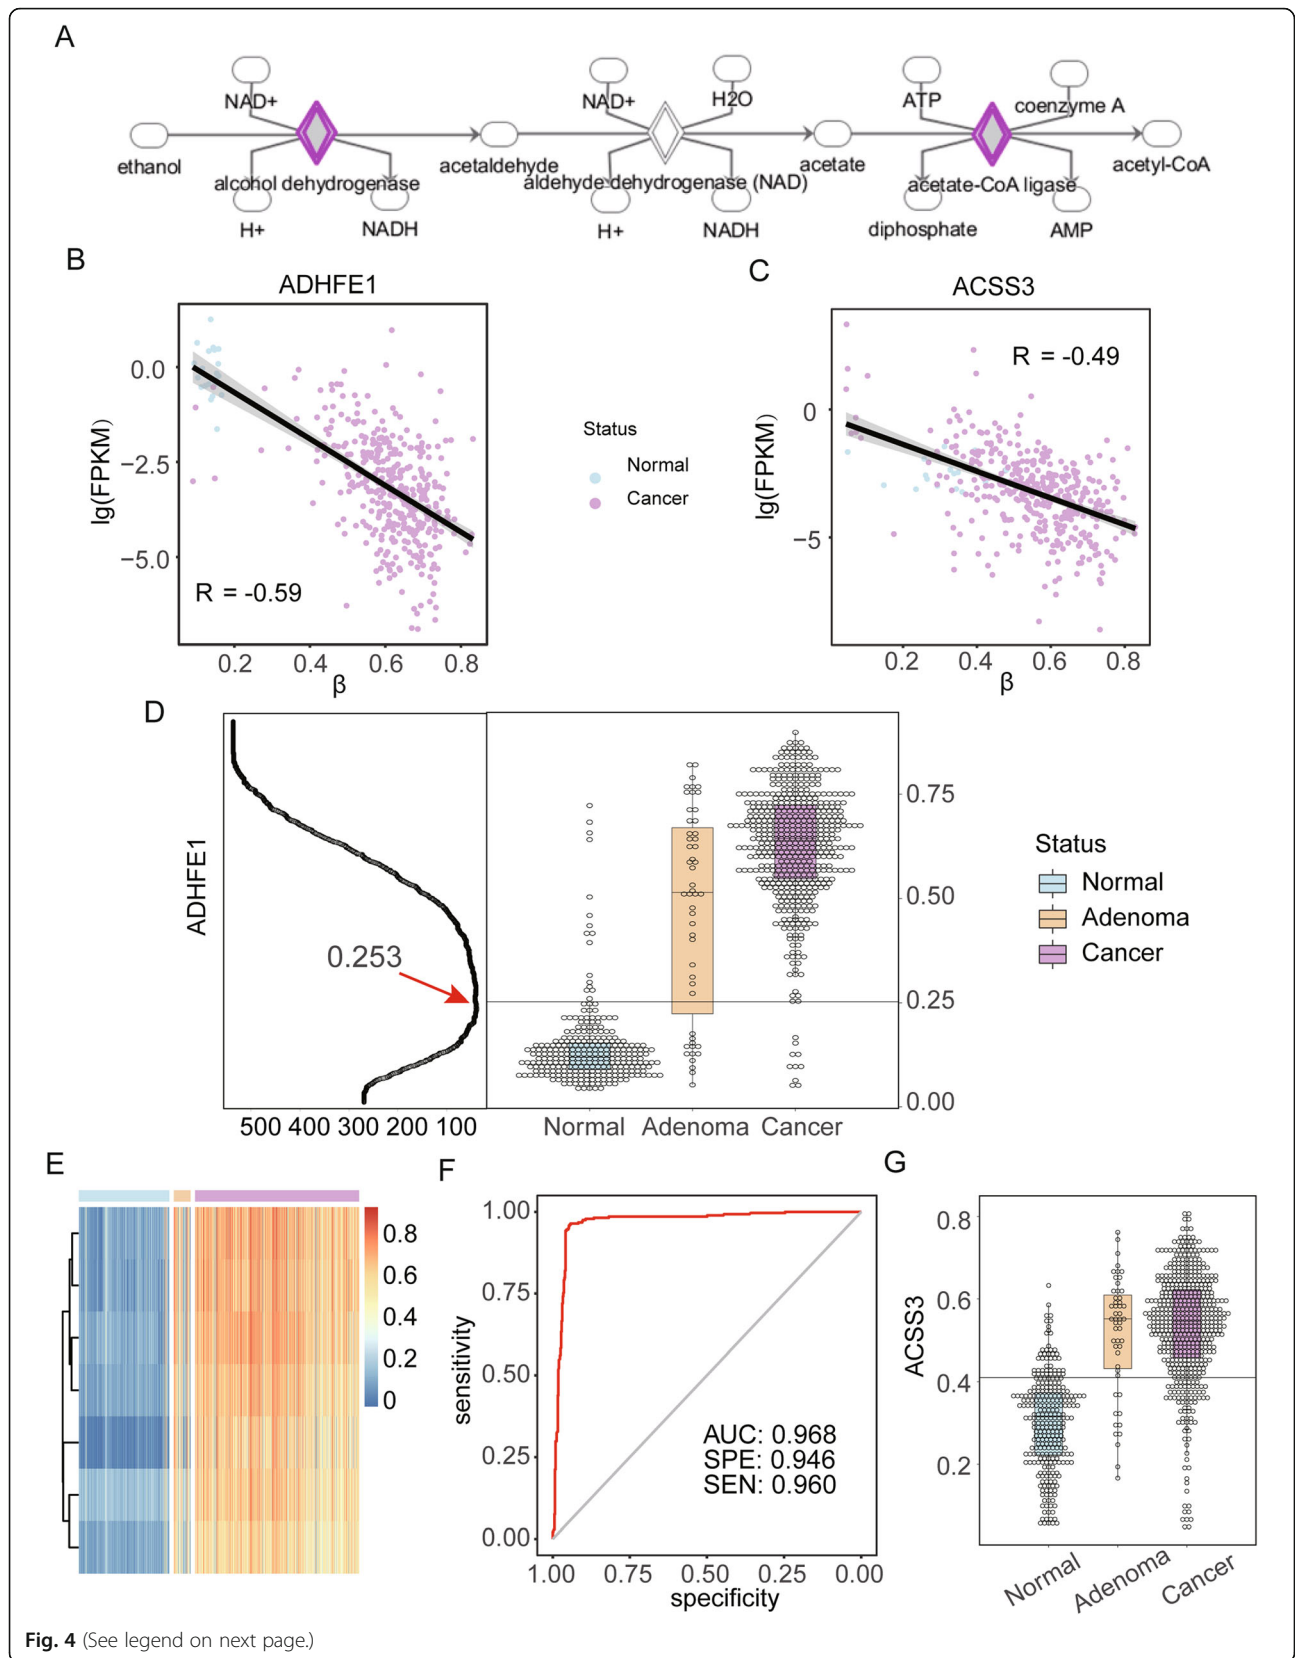 A
NAD+
NAD+
H2O
ATP
coenzyme A
ethanol
acetaldehyde
acetate
acetyl-CoA
alcohol dehydrogenase
aldehyde dehydrogenase (NAD)
acetate-CoA ligase
H+
NADH
H+
NADH
diphosphate
AMP
B
ADHFE1
0.0
−2.5
−5.0
lg(FPKM)
R = -0.59
0.2 0.4 0.6 0.8
β
Status
Normal
Cancer
C
ACSS3
R = -0.49
0
−5
lg(FPKM)
0.2 0.4 0.6 0.8
β
D
ADHFE1
0.253
500 400 300 200 100
0.75
0.50
0.25
0.00
Normal Adenoma Cancer
Status
Normal
Adenoma
Cancer
E
0.8
0.6
0.4
0.2
0
F
1.00
0.75
0.50
0.25
0.00
sensitivity
AUC: 0.968
SPE: 0.946
SEN: 0.960
1.00 0.75 0.50 0.25 0.00
specificity
G
ACSS3
0.8
0.6
0.4
0.2
Normal
Adenoma
Cancer
Fig. 4 (See legend on next page.)